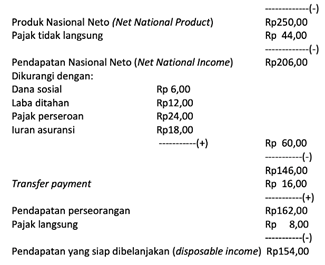 ------------(-)
Produk Nasional Neto (Net National Product) Rp250,00
Pajak tidak langsung Rp 44,00
------------(-)
Pendapatan Nasional Neto (Net National Income) Rp206,00
Dikurangi dengan:
Dana sosial Rp 6,00
Laba ditahan Rp12,00
Pajak perseroan Rp24,00
Iuran asuransi Rp18,00
-----------(+) Rp 60,00
----------(-)
Rp146,00
Transfer payment Rp 16,00
----------(+)
Pendapatan perseorangan Rp162,00
Pajak langsung Rp 8,00
----------(-)
Pendapatan yang siap dibelanjakan (disposable income) Rp154,00